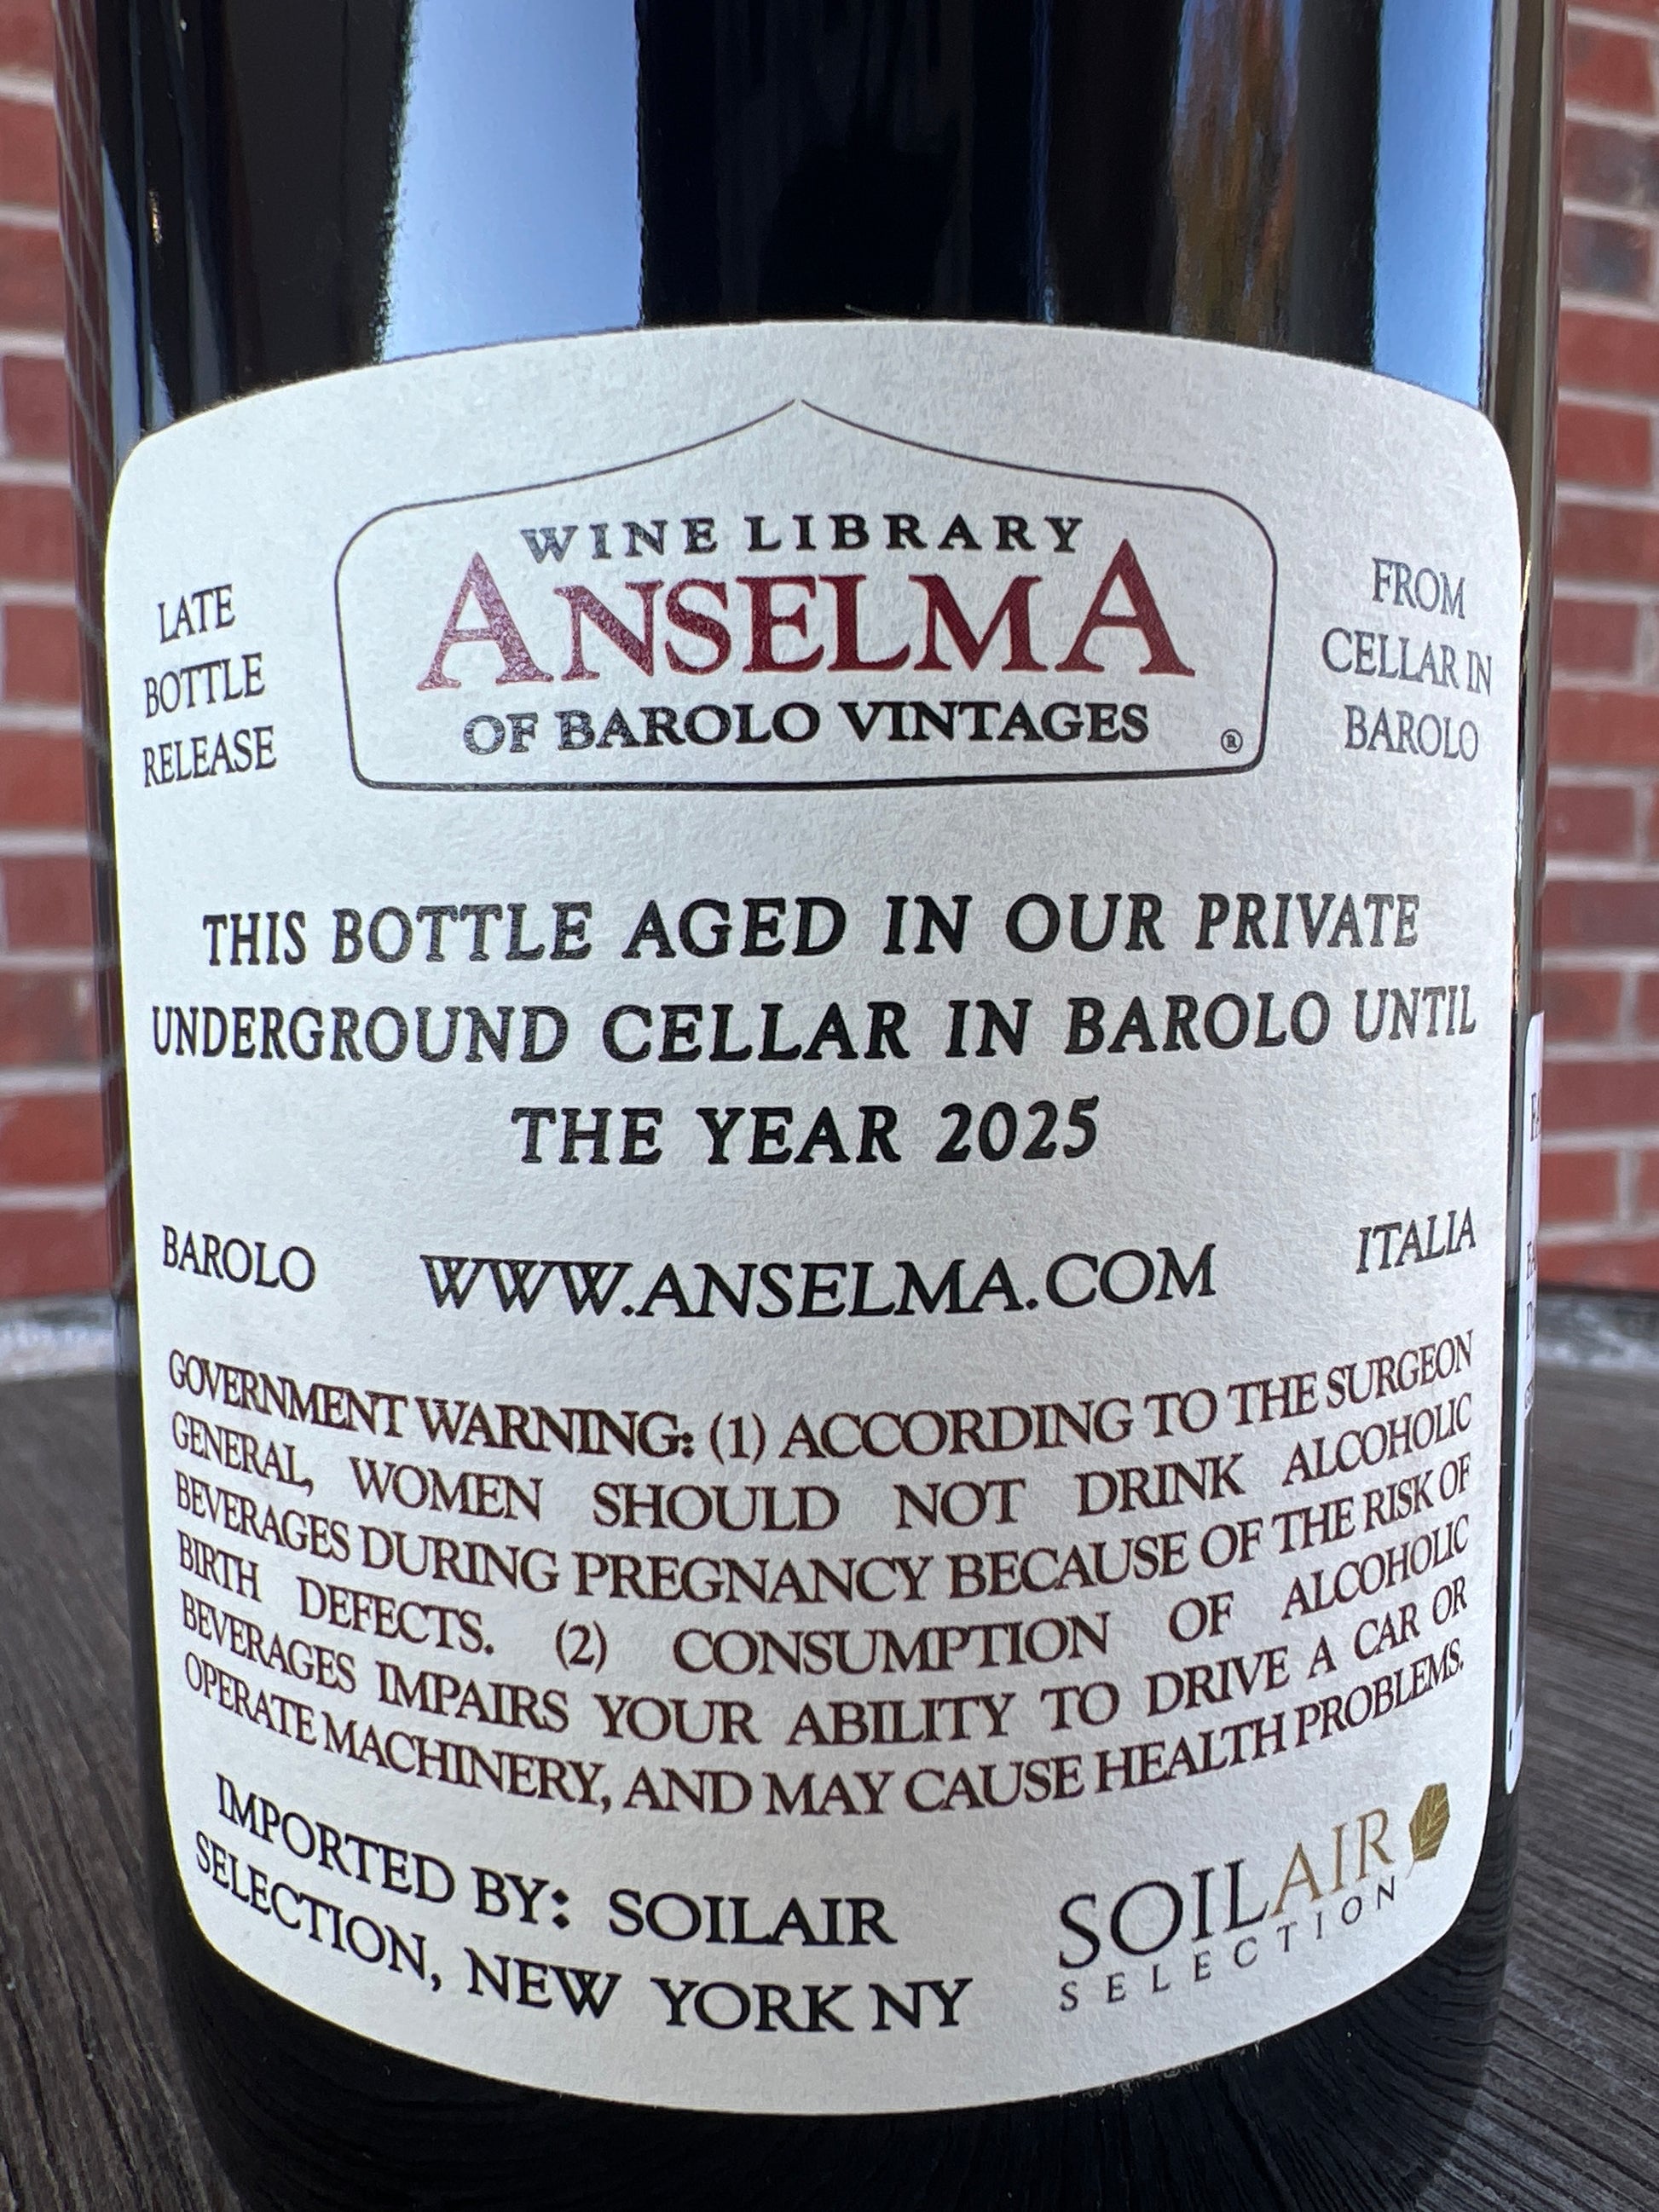 WINE LIBRARY
ANSELMA
OF BAROLO VINTAGES
®
LATE
BOTTLE
RELEASE
FROM
CELLAR IN
BAROLO
THIS BOTTLE AGED IN OUR PRIVATE
UNDERGROUND CELLAR IN BAROLO UNTIL
THE YEAR 2025
BAROLO WWW.ANSELMA.COM ITALIA
GOVERNMENT WARNING: (1) ACCORDING TO THE SURGEON
GENERAL, WOMEN SHOULD NOT DRINK ALCOHOLIC
BEVERAGES DURING PREGNANCY BECAUSE OF THE RISK OF
BIRTH DEFECTS. (2) CONSUMPTION OF ALCOHOLIC
BEVERAGES IMPAIRS YOUR ABILITY TO DRIVE A CAR OR
OPERATE MACHINERY, AND MAY CAUSE HEALTH PROBLEMS.
IMPORTED BY: SOILAIR
SELECTION, NEW YORK NY
SOILAIR
SELECTION